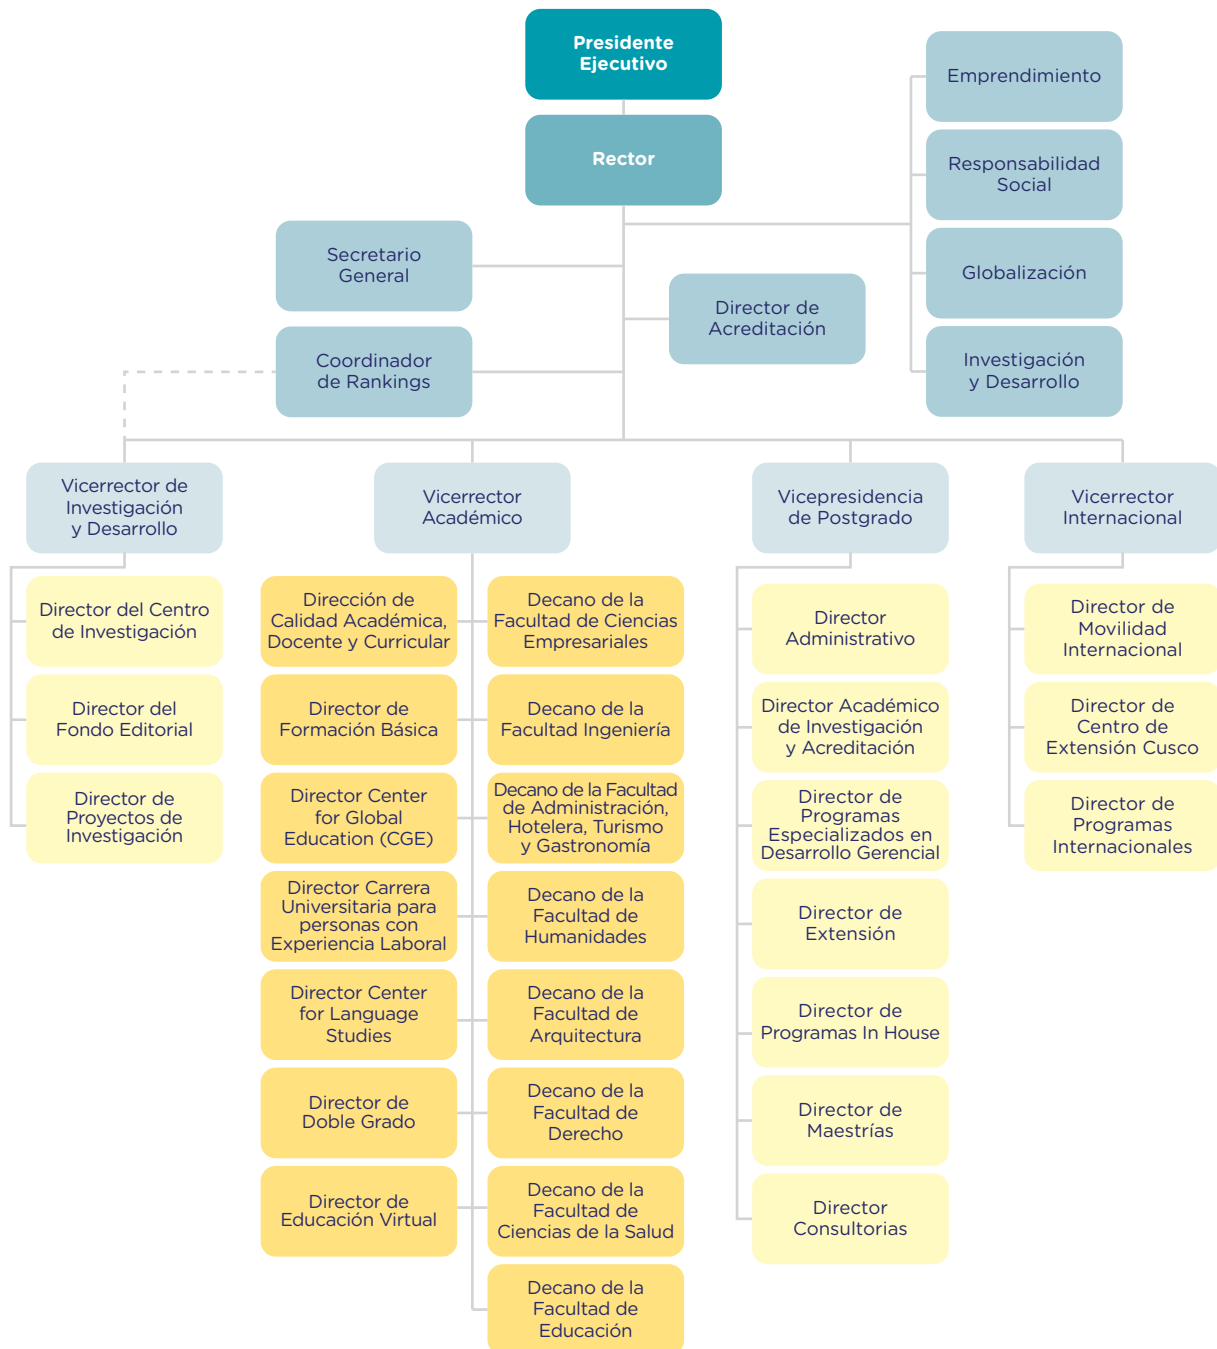 Presidente
Ejecutivo
Rector
Emprendimiento
Responsabilidad
Social
Globalización
Investigación
y Desarrollo
Secretario
General
Director de
Acreditación
Coordinador
de Rankings
Vicerrector de
Investigación
y Desarrollo
Director del Centro
de Investigación
Director del
Fondo Editorial
Director de
Proyectos de
Investigación
Vicerrector
Académico
Dirección de
Calidad Académica,
Docente y Curricular
Director de
Formación Básica
Director Center
for Global
Education (CGE)
Director Carrera
Universitaria para
personas con
Experiencia Laboral
Director Center
for Language
Studies
Director de
Doble Grado
Director de
Educación Virtual
Decano de la
Facultad de Ciencias
Empresariales
Decano de la
Facultad Ingeniería
Decano de la Facultad
de Administración,
Hotelera, Turismo
y Gastronomía
Decano de la
Facultad de
Humanidades
Decano de la
Facultad de
Arquitectura
Decano de la
Facultad de
Derecho
Decano de la
Facultad de
Ciencias de la Salud
Decano de la
Facultad de
Educación
Vicepresidencia
de Postgrado
Director
Administrativo
Director Académico
de Investigación
y Acreditación
Director de
Programas
Especializados en
Desarrollo Gerencial
Director de
Extensión
Director de
Programas In House
Director de
Maestrías
Director
Consultorias
Vicerrector
Internacional
Director de
Movilidad
Internacional
Director de
Centro de
Extensión Cusco
Director de
Programas
Internacionales